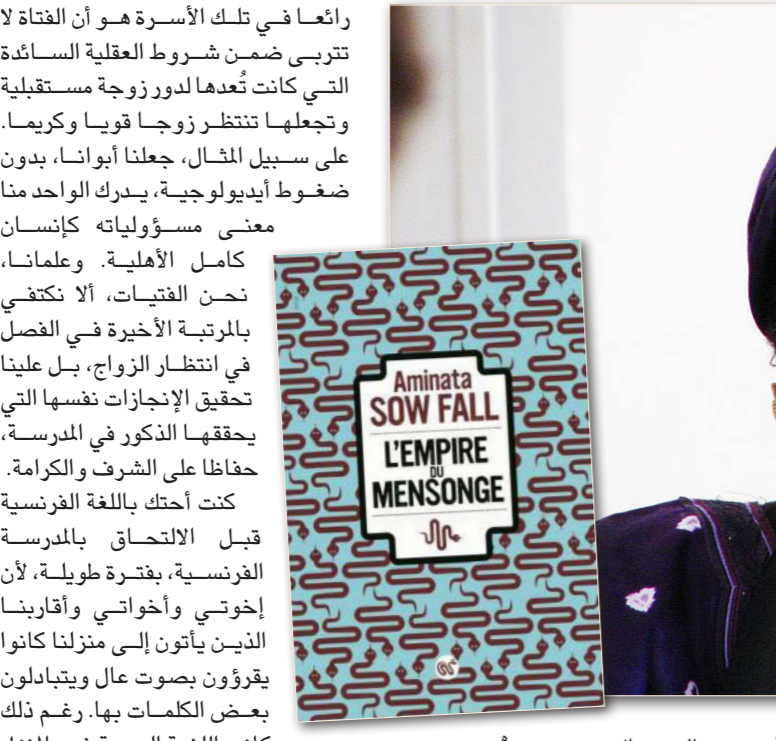 رائعا في تلك الأسرة هو أن الفتاة لا
تتربى ضمن شروط العقلية السائدة
التي كانت تُعدها لدور زوجة مستقبلية
وتجعلها تنتظر زوجا قويا وكريما.
على سبيل المثال، جعلنا أبوانا، بدون
ضغوط أيديولوجية، يدرك الواحد منا
معنى مسؤولياته كإنسان
كامل الأهلية. وعلمانا،
نحن الفتيات، ألا نكتفي
بالمرتبة الأخيرة في الفصل
في انتظار الزواج، بل علينا
تحقيق الإنجازات نفسها التي
يحققها الذكور في المدرسة،
حفاظا على الشرف والكرامة.
كنت أحتك باللغة الفرنسية
قبل الالتحاق بالمدرسة
الفرنسية، بفترة طويلة، لأن
إخوتي وأخواتي وأقاربنا
الذين يأتون إلى منزلنا كانوا
يقرؤون بصوت عال ويتبادلون
بعض الكلمات بها. رغم ذلك
Aminata
SOW FALL
L'EMPIRE
DU
MENSONGE